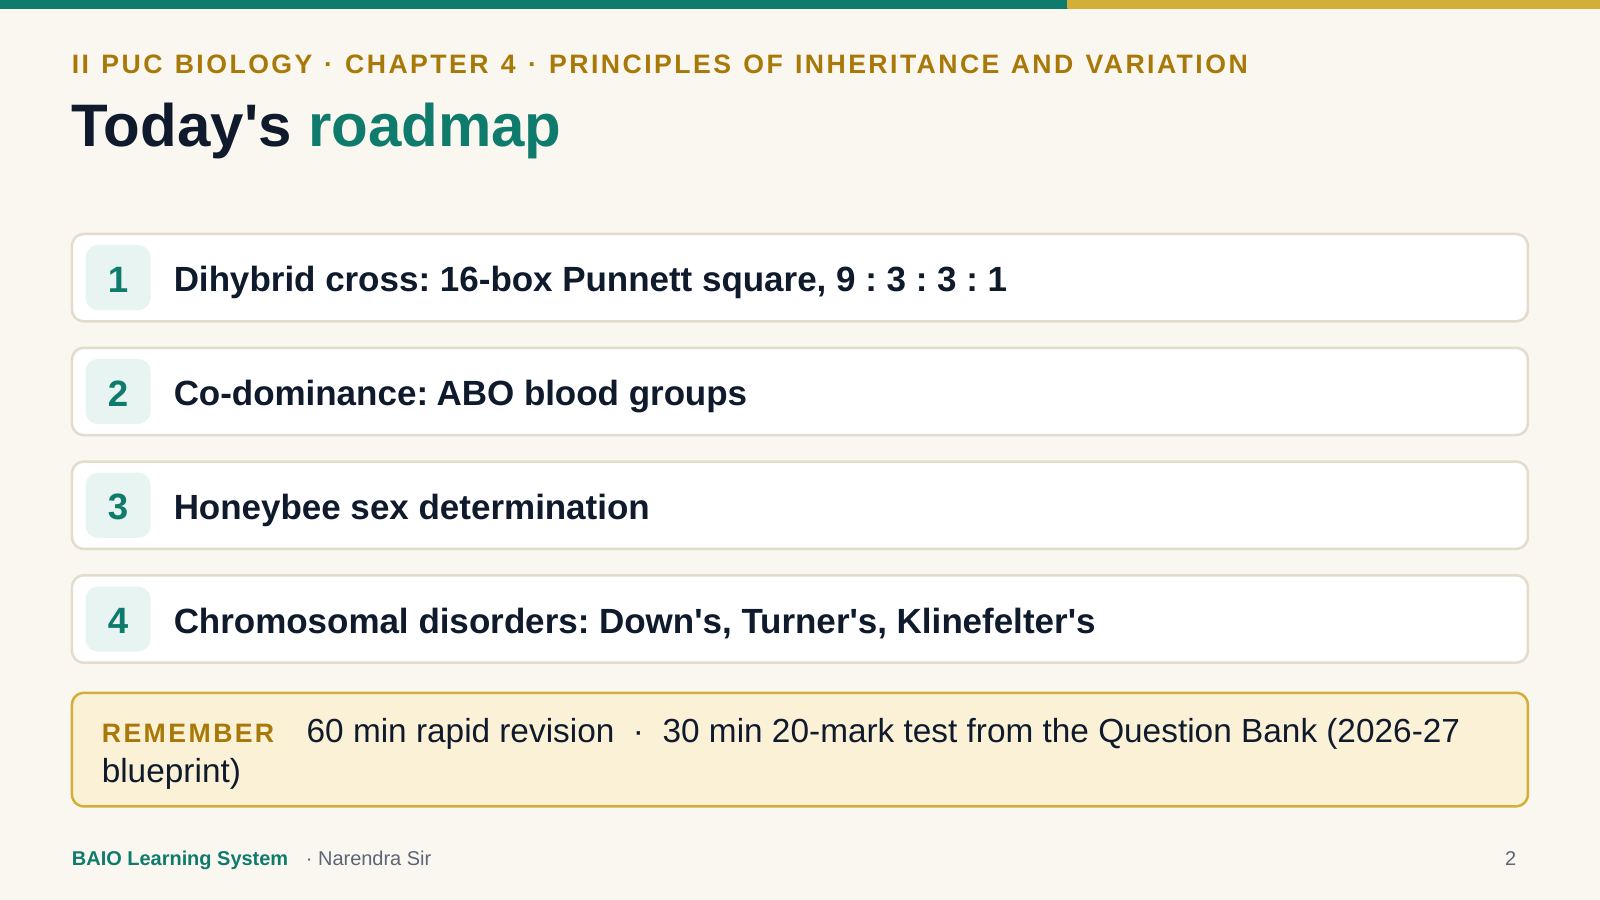 II PUC BIOLOGY · CHAPTER 4 · PRINCIPLES OF INHERITANCE AND VARIATION
Today's roadmap
1 Dihybrid cross: 16-box Punnett square, 9 : 3 : 3 : 1
2 Co-dominance: ABO blood groups
3 Honeybee sex determination
4 Chromosomal disorders: Down's, Turner's, Klinefelter's
REMEMBER 60 min rapid revision · 30 min 20-mark test from the Question Bank (2026-27
blueprint)
BAIO Learning System · Narendra Sir 2